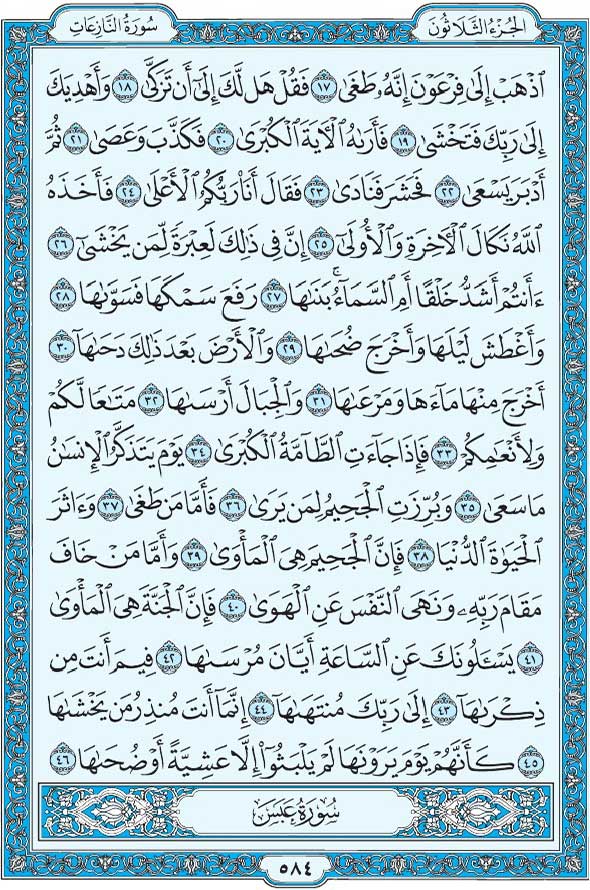 الجُزْءُ الثَّلَاثُونَ
سُورَةُ النَّازِعَاتِ
اَذْهَبْ إِلَىٰ فِرْعَوْنَ إِنَّهُۥ طَغَىٰ ١٧ فَقُلْ هَل لَّكَ إِلَىٰٓ أَن تَزَكَّىٰ ١٨ وَأَهْدِيَكَ
إِلَىٰ رَبِّكَ فَتَخْشَىٰ ١٩ فَأَرَىٰهُ ٱلْءَايَةَ ٱلْكُبْرَىٰ ٢٠ فَكَذَّبَ وَعَصَىٰ ٢١ ثُمَّ
أَدْبَرَ يَسْعَىٰ ٢٢ فَحَشَرَ فَنَادَىٰ ٢٣ فَقَالَ أَنَا۠ رَبُّكُمُ ٱلْأَعْلَىٰ ٢٤ فَأَخَذَهُ
ٱللَّهُ نَكَالَ ٱلْءَاخِرَةِ وَٱلْأُولَىٰٓ ٢٥ إِنَّ فِى ذَٰلِكَ لَعِبْرَةً لِّمَن يَخْشَىٰٓ ٢٦
ءَأَنتُمْ أَشَدُّ خَلْقًا أَمِ ٱلسَّمَآءُ ۚ بَنَىٰهَا ٢٧ رَفَعَ سَمْكَهَا فَسَوَّىٰهَا ٢٨
وَأَغْطَشَ لَيْلَهَا وَأَخْرَجَ ضُحَىٰهَا ٢٩ وَٱلْأَرْضَ بَعْدَ ذَٰلِكَ دَحَىٰهَآ ٣٠
أَخْرَجَ مِنْهَا مَآءَهَا وَمَرْعَىٰهَا ٣١ وَٱلْجِبَالَ أَرْسَىٰهَا ٣٢ مَتَٰعًا لَّكُمْ
وَلِأَنْعَٰمِكُمْ ٣٣ فَإِذَا جَآءَتِ ٱلطَّآمَّةُ ٱلْكُبْرَىٰ ٣٤ يَوْمَ يَتَذَكَّرُ ٱلْإِنسَٰنُ
مَا سَعَىٰ ٣٥ وَبُرِّزَتِ ٱلْجَحِيمُ لِمَن يَرَىٰ ٣٦ فَأَمَّا مَن طَغَىٰ ٣٧ وَءَاثَرَ
ٱلْحَيَوٰةَ ٱلدُّنْيَا ٣٨ فَإِنَّ ٱلْجَحِيمَ هِىَ ٱلْمَأْوَىٰ ٣٩ وَأَمَّا مَنْ خَافَ
مَقَامَ رَبِّهِۦ وَنَهَى ٱلنَّفْسَ عَنِ ٱلْهَوَىٰ ٤٠ فَإِنَّ ٱلْجَنَّةَ هِىَ ٱلْمَأْوَىٰ
٤١ يَسْـَٔلُونَكَ عَنِ ٱلسَّاعَةِ أَيَّانَ مُرْسَىٰهَا ٤٢ فِيمَ أَنتَ مِن
ذِكْرَىٰهَآ ٤٣ إِلَىٰ رَبِّكَ مُنتَهَىٰهَآ ٤٤ إِنَّمَآ أَنتَ مُنذِرُ مَن يَخْشَىٰهَا
٤٥ كَأَنَّهُمْ يَوْمَ يَرَوْنَهَا لَمْ يَلْبَثُوٓا۟ إِلَّا عَشِيَّةً أَوْ ضُحَىٰهَا ٤٦
سُورَةُ عَبَسَ
٥٨٤